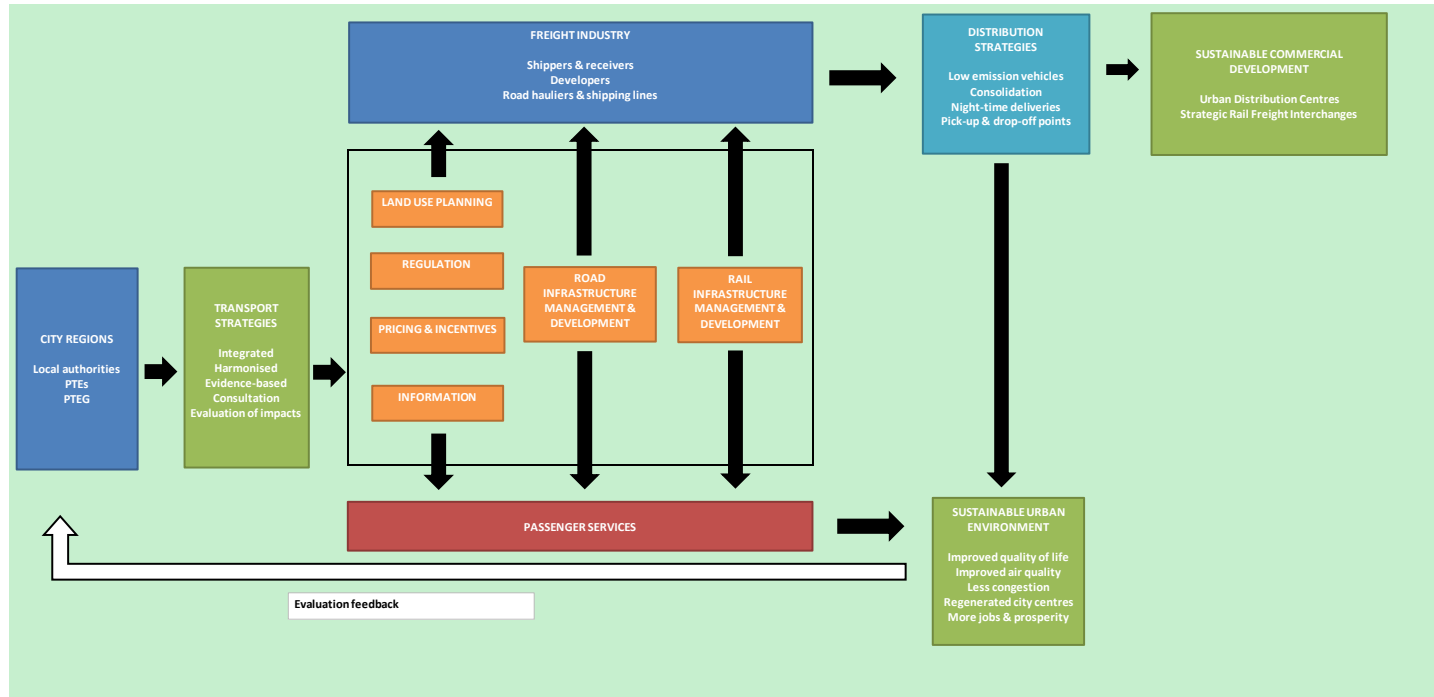 FREIGHT INDUSTRY
Shippers & receivers
Developers
Road hauliers & shipping lines
DISTRIBUTION
STRATEGIES
Low emission vehicles
Consolidation
Night-time deliveries
Pick-up & drop-off points
SUSTAINABLE COMMERCIAL
DEVELOPMENT
Urban Distribution Centres
Strategic Rail Freight Interchanges
LAND USE PLANNING
REGULATION
PRICING & INCENTIVES
INFORMATION
ROAD
INFRASTRUCTURE
MANAGEMENT &
DEVELOPMENT
RAIL
INFRASTRUCTURE
MANAGEMENT &
DEVELOPMENT
CITY REGIONS
Local authorities
PTEs
PTEG
TRANSPORT
STRATEGIES
Integrated
Harmonised
Evidence-based
Consultation
Evaluation of impacts
PASSENGER SERVICES
SUSTAINABLE URBAN
ENVIRONMENT
Improved quality of life
Improved air quality
Less congestion
Regenerated city centres
More jobs & prosperity
Evaluation feedback